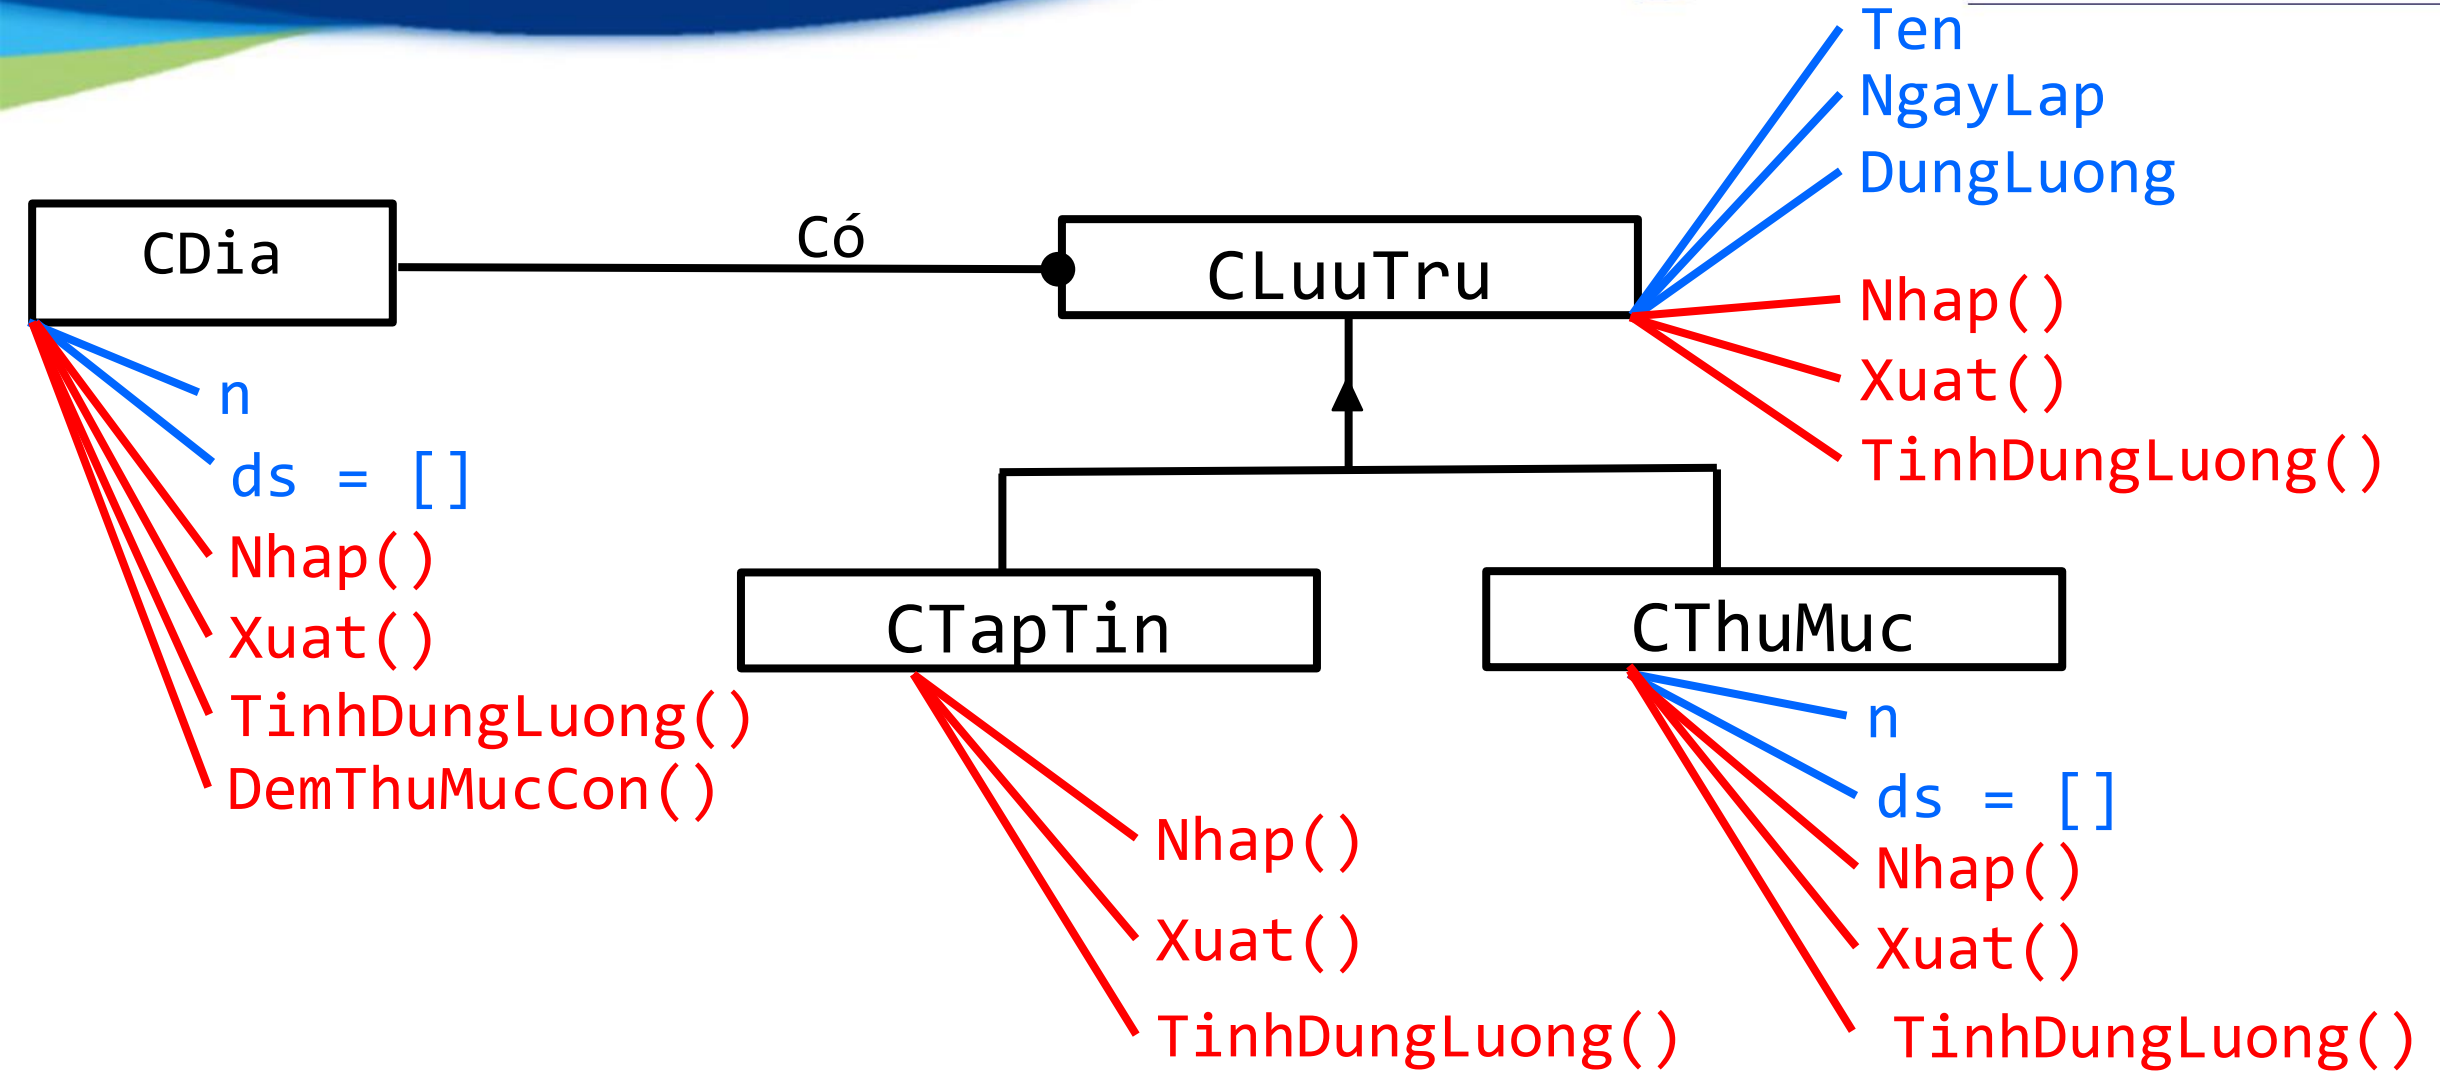 Ten
NgayLap
DungLuong
CDia
Có
CLuuTru
Nhap()
Xuat()
TinhDungLuong()
n
ds = []
Nhap()
Xuat()
TinhDungLuong()
DemThuMucCon()
CTapTin
Nhap()
Xuat()
TinhDungLuong()
CThuMuc
n
ds = []
Nhap()
Xuat()
TinhDungLuong()